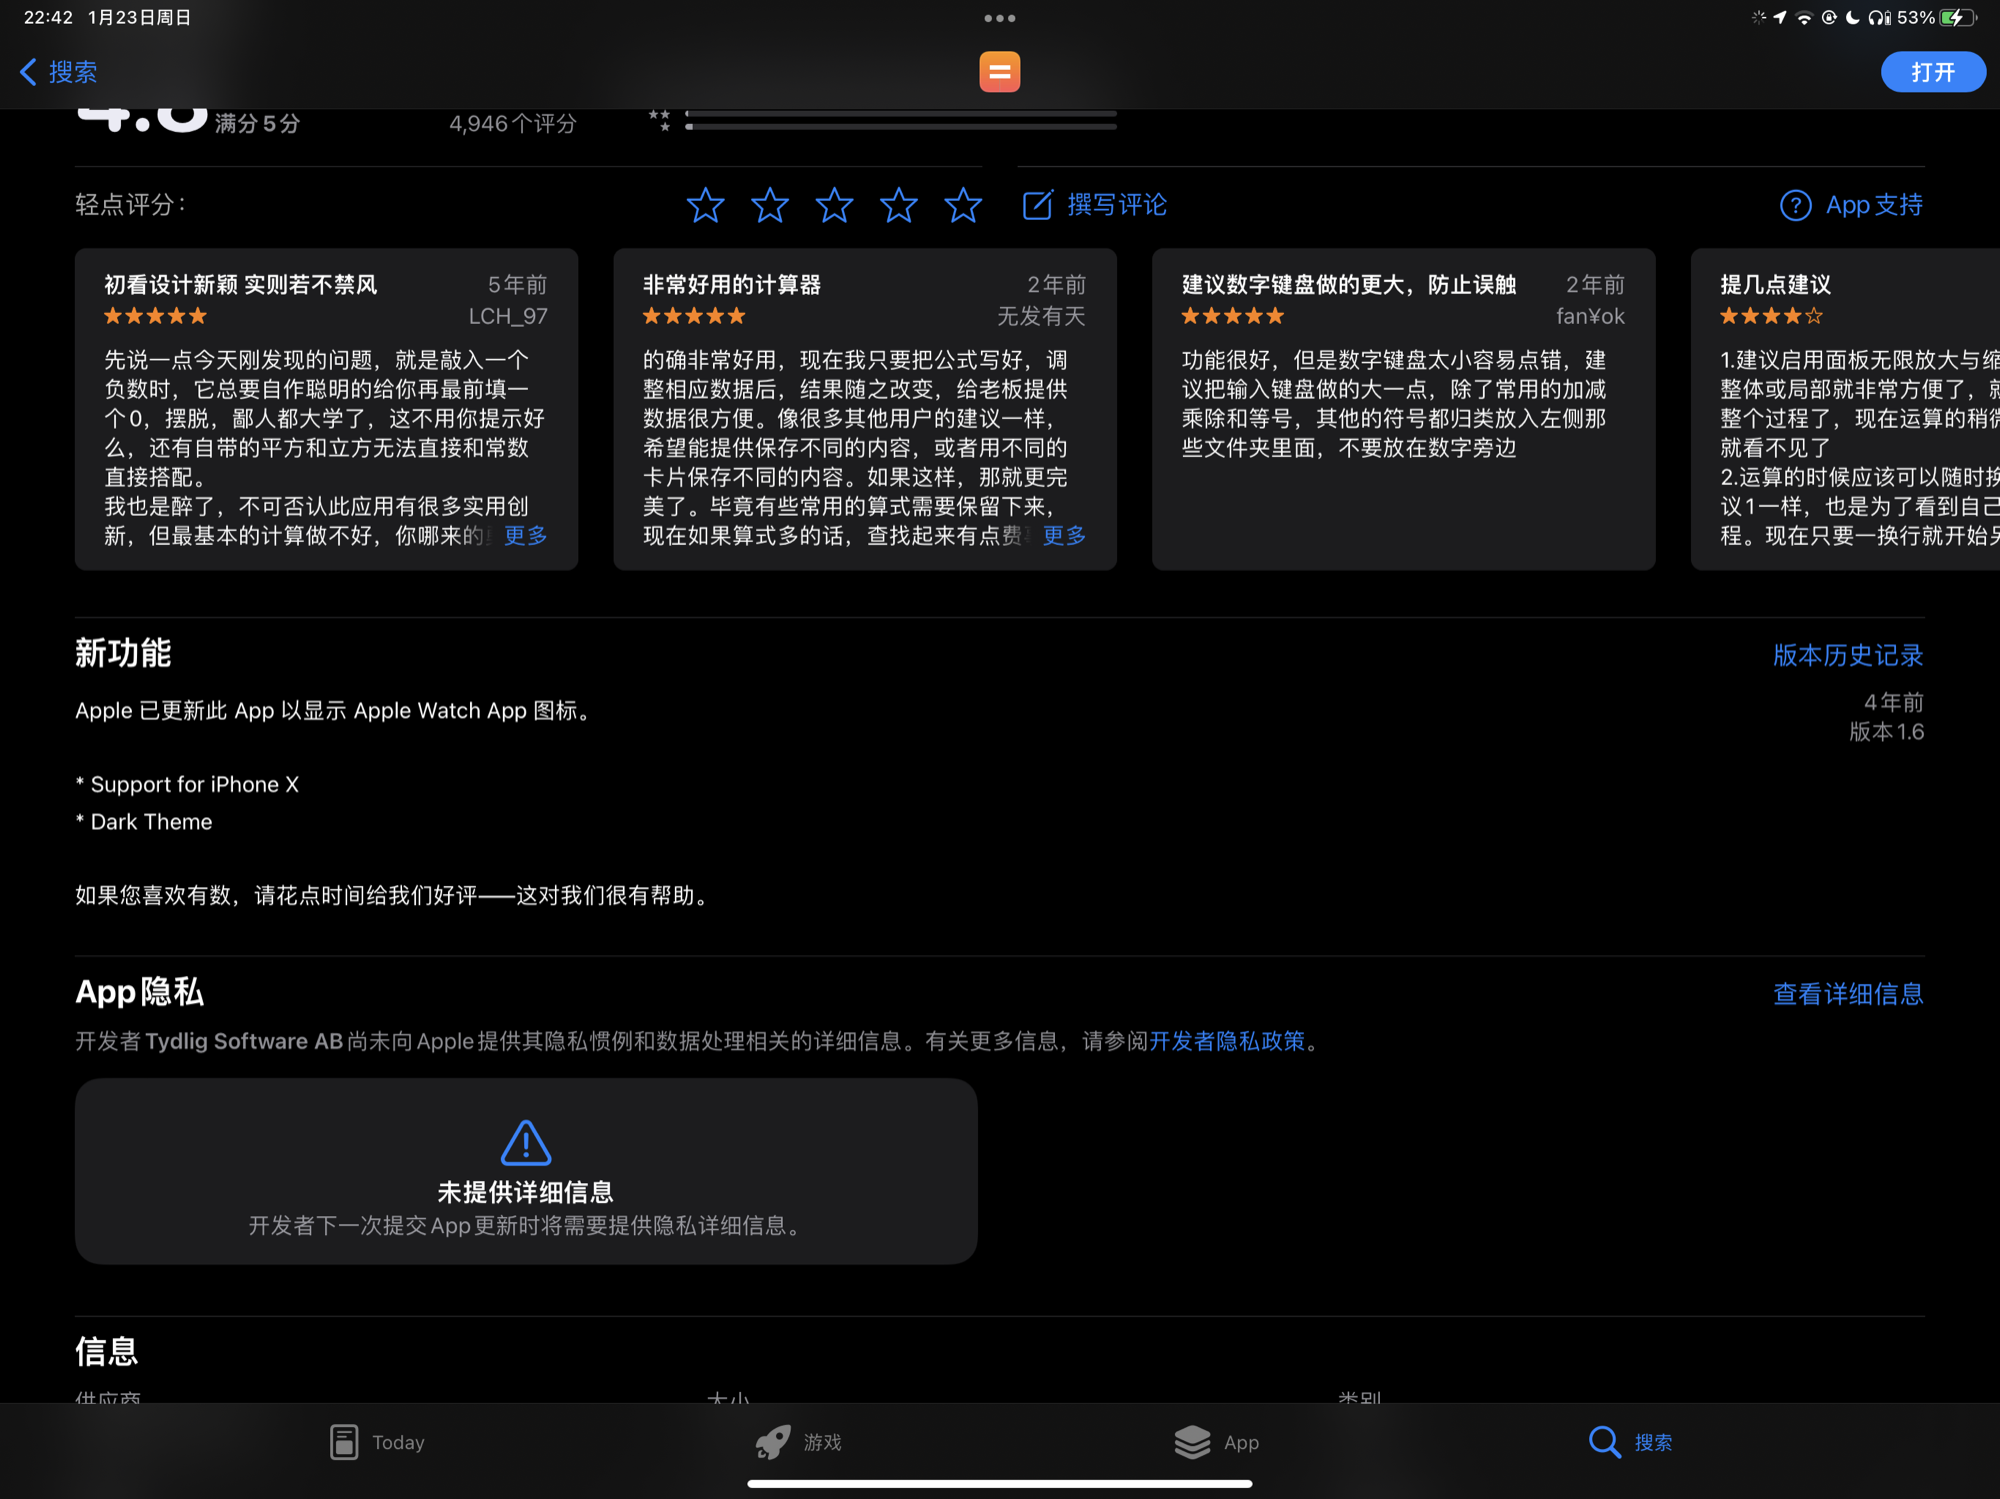 22:42 1月23日周日
53%
搜索
打开
满分5分
4,946个评分
轻点评分:
撰写评论
App支持
初看设计新颖 实则若不禁风
5年前
LCH_97
先说一点今天刚发现的问题，就是敲入一个
负数时，它总要自作聪明的给你再最前填一
个0，摆脱，鄙人都大学了，这不用你提示好
么，还有自带的平方和立方无法直接和常数
直接搭配。
我也是醉了，不可否认此应用有很多实用创
新，但最基本的计算做不好，你哪来的
更多
非常好用的计算器
2年前
无发有天
的确非常好用，现在我只要把公式写好，调
整相应数据后，结果随之改变，给老板提供
数据很方便。像很多其他用户的建议一样，
希望能提供保存不同的内容，或者用不同的
卡片保存不同的内容。如果这样，那就更完
美了。毕竟有些常用的算式需要保留下来，
现在如果算式多的话，查找起来有点费
更多
建议数字键盘做的更大，防止误触
2年前
fan¥ok
功能很好，但是数字键盘太小容易点错，建
议把输入键盘做的大一点，除了常用的加减
乘除和等号，其他的符号都归类放入左侧那
些文件夹里面，不要放在数字旁边
提几点建议
1.建议启用面板无限放大与缩
整体或局部就非常方便了，就
整个过程了，现在运算的稍微
就看不见了
2.运算的时候应该可以随时换
议1一样，也是为了看到自己
程。现在只要一换行就开始另
新功能
版本历史记录
Apple 已更新此 App 以显示 Apple Watch App 图标。
4年前
版本1.6
* Support for iPhone X
* Dark Theme
如果您喜欢有数，请花点时间给我们好评——这对我们很有帮助。
App隐私
查看详细信息
开发者Tydlig Software AB尚未向Apple提供其隐私惯例和数据处理相关的详细信息。有关更多信息，请参阅开发者隐私政策。
未提供详细信息
开发者下一次提交App更新时将需要提供隐私详细信息。
信息
供应商
大小
类别
Today
游戏
App
搜索